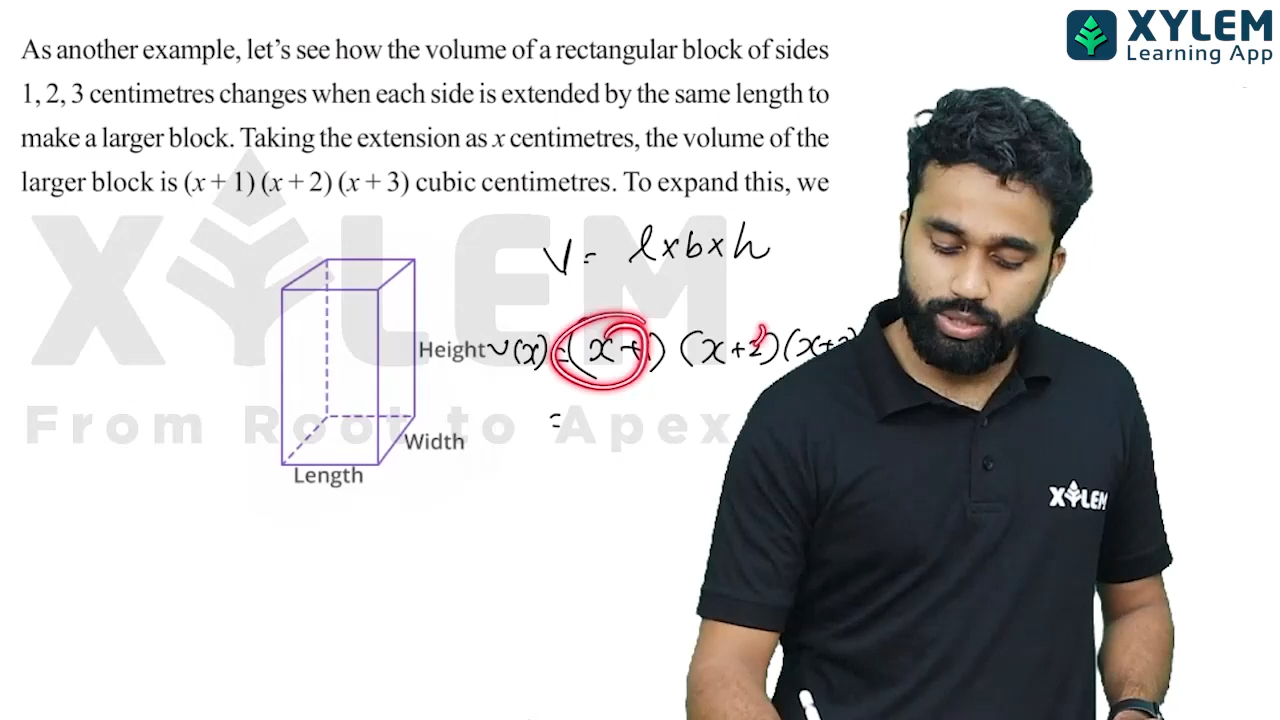 XYLEM
Learning App
As another example, let's see how the volume of a rectangular block of sides
1, 2, 3 centimetres changes when each side is extended by the same length to
make a larger block. Taking the extension as x centimetres, the volume of the
larger block is (x + 1) (x + 2) (x + 3) cubic centimetres. To expand this, we
XYLEM
From Root to Apex
V = l × b × h
Height
v(x) = (x + 1) (x + 2) (x +
=
Width
Length
XYLEM